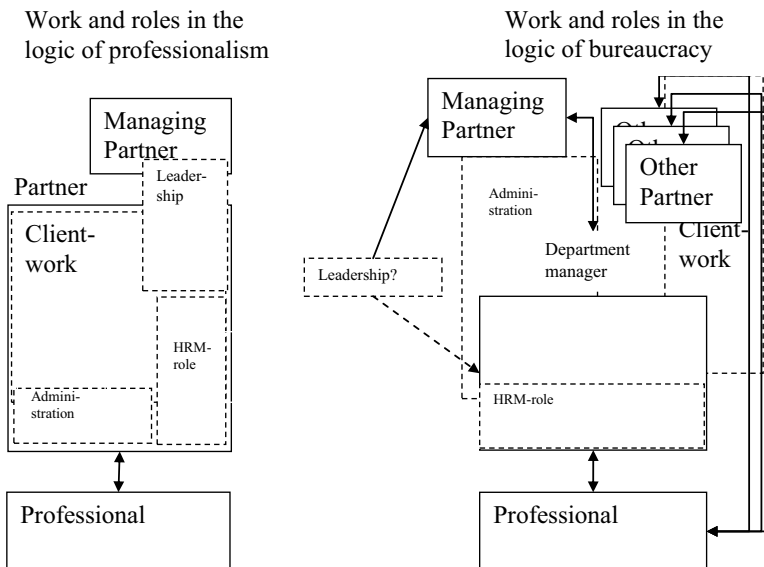 Work and roles in the
logic of professionalism
Managing
Partner
Leader-
ship
Partner
Client-
work
HRM-
role
Admini-
stration
Professional
Work and roles in the
logic of bureaucracy
Managing
Partner
Oth
Oth
Other
Partner
Admini-
stration
Client-
work
Department
manager
Leadership?
HRM-role
Professional